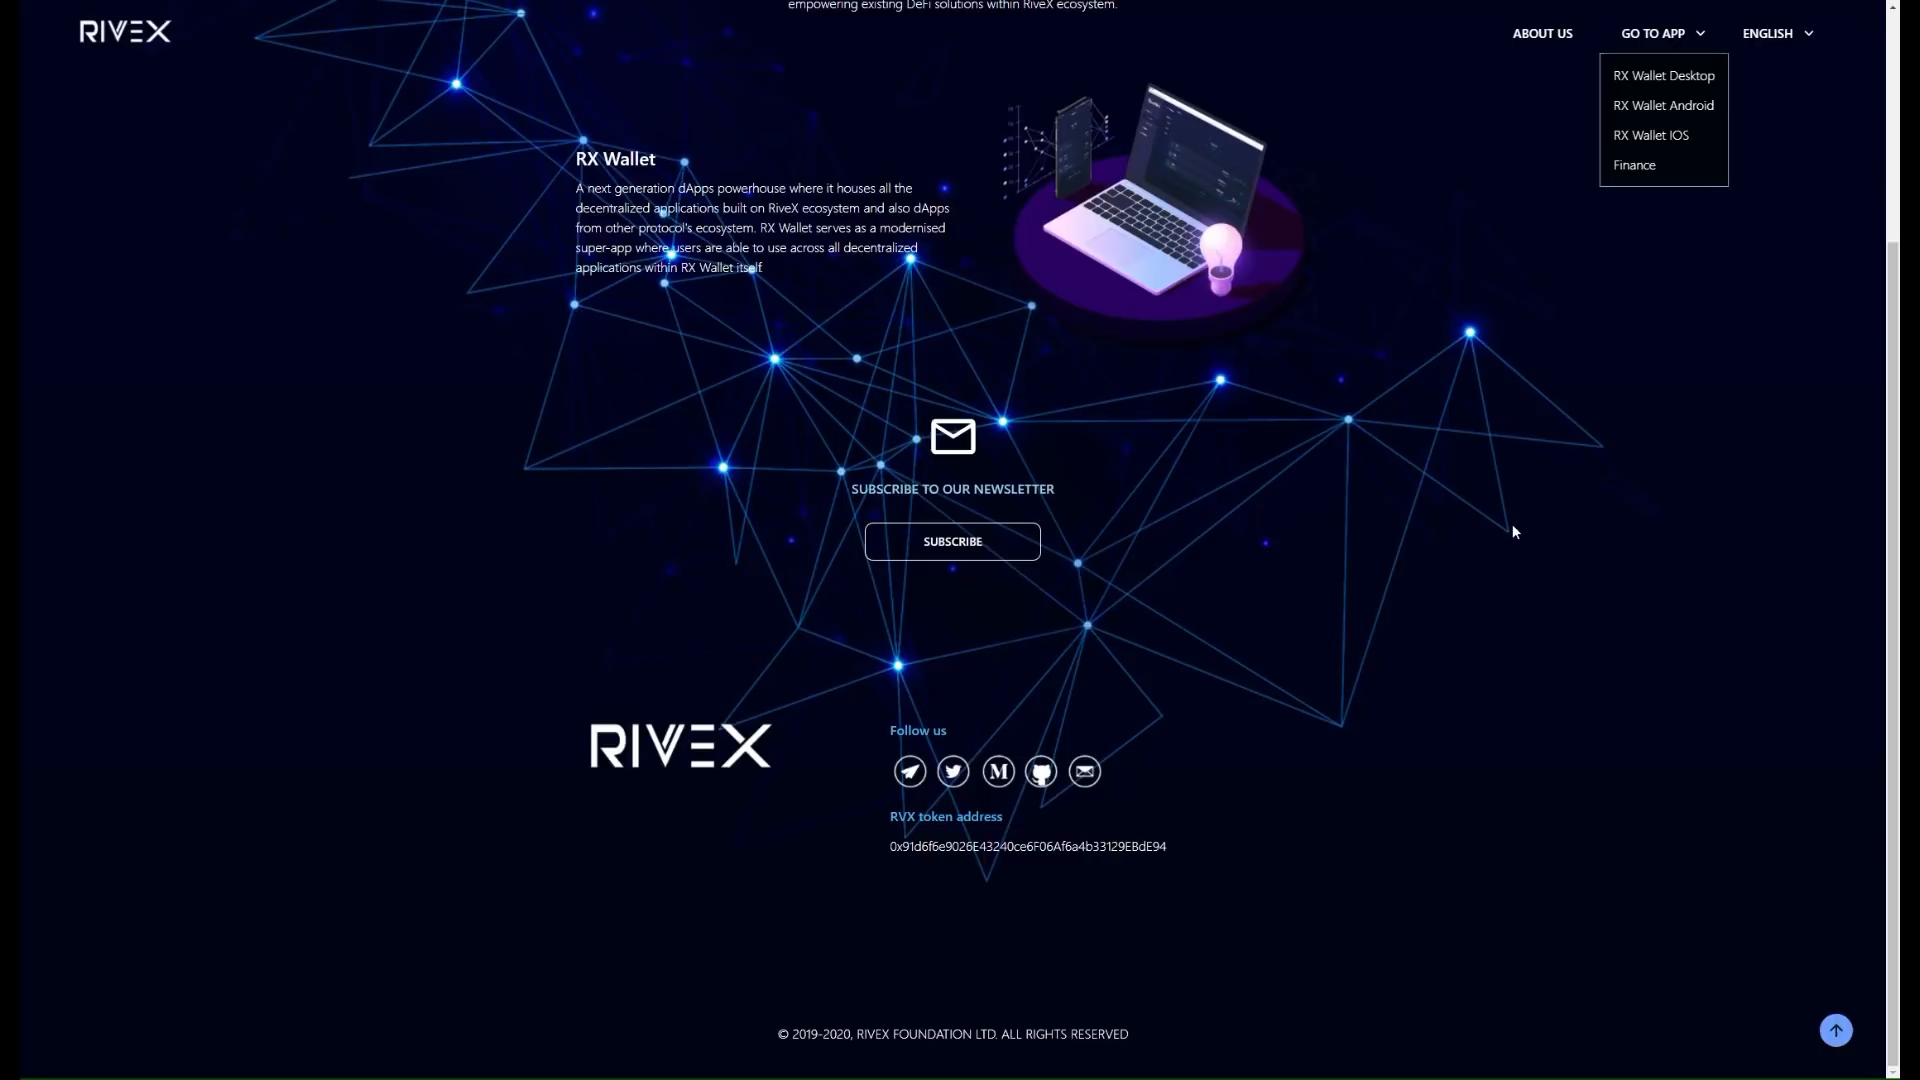 empowering existing DeFi solutions within RiveX ecosystem.
RIVEX
ABOUT US
GO TO APP
ENGLISH
RX Wallet Desktop
RX Wallet Android
RX Wallet IOS
Finance
RX Wallet
A next generation dApps powerhouse where it houses all the
decentralized applications built on RiveX ecosystem and also dApps
from other protocol's ecosystem. RX Wallet serves as a modernised
super-app where users are able to use across all decentralized
applications within RX Wallet itself
SUBSCRIBE TO OUR NEWSLETTER
SUBSCRIBE
RIVEX
Follow us
M
RVX token address
0x91d6f6e9026E43240ce6F06Af6a4b33129EBdE94
© 2019-2020, RIVEX FOUNDATION LTD. ALL RIGHTS RESERVED